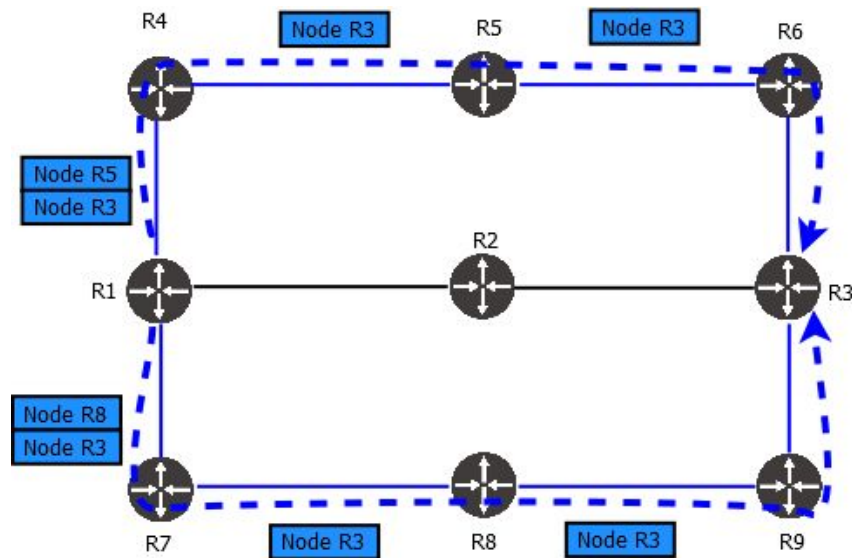 R4
Node R3
R5
Node R3
R6
Node R5
Node R3
R1
R2
R3
Node R8
Node R3
R7
Node R3
R8
Node R3
R9